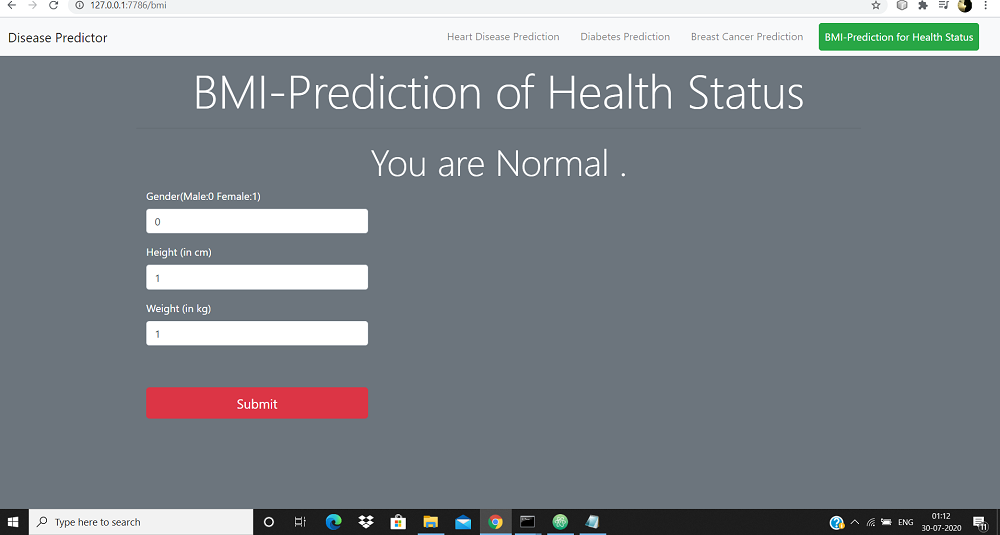 127.0.0.1:7786/bmi
Disease Predictor
Heart Disease Prediction
Diabetes Prediction
Breast Cancer Prediction
BMI-Prediction for Health Status
BMI-Prediction of Health Status
You are Normal .
Gender(Male:0 Female:1)
0
Height (in cm)
1
Weight (in kg)
1
Submit
Type here to search
ENG
01:12
30-07-2020
11